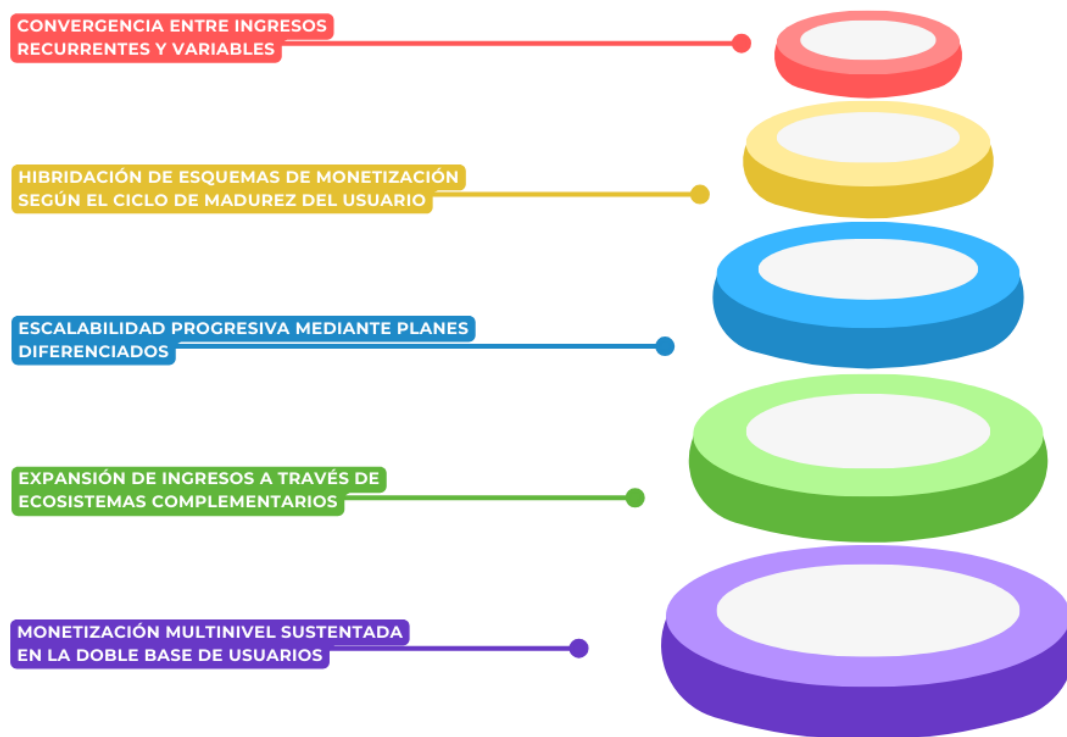 CONVERGENCIA ENTRE INGRESOS
RECURRENTES Y VARIABLES
HIBRIDACIÓN DE ESQUEMAS DE MONETIZACIÓN
SEGÚN EL CICLO DE MADUREZ DEL USUARIO
ESCALABILIDAD PROGRESIVA MEDIANTE PLANES
DIFERENCIADOS
EXPANSIÓN DE INGRESOS A TRAVÉS DE
ECOSISTEMAS COMPLEMENTARIOS
MONETIZACIÓN MULTINIVEL SUSTENTADA
EN LA DOBLE BASE DE USUARIOS